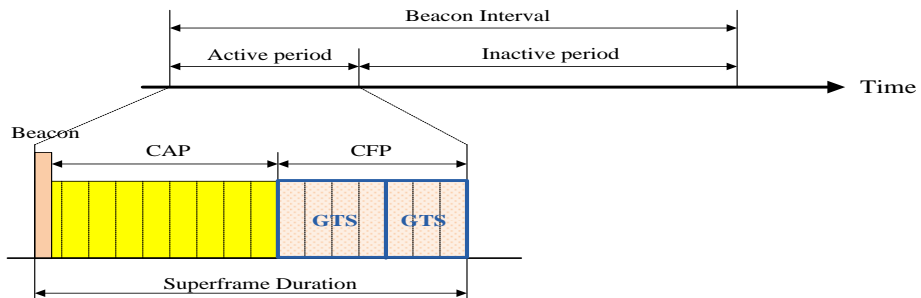 Beacon Interval
Active period Inactive period
Time
Beacon
CAP CFP
GTS GTS
Superframe Duration